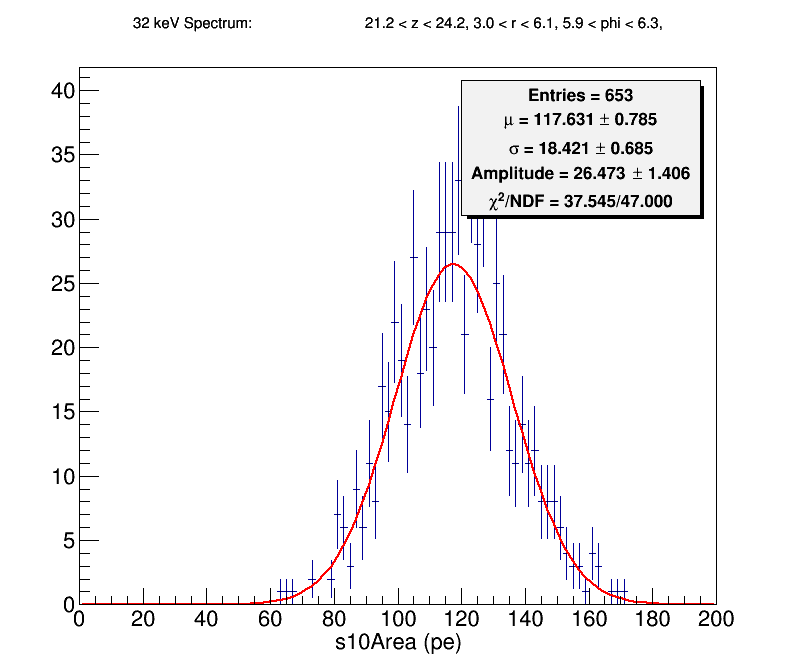 32 keV Spectrum: 21.2 < z < 24.2, 3.0 < r < 6.1, 5.9 < phi < 6.3,
Entries = 653
μ = 117.631 ± 0.785
σ = 18.421 ± 0.685
Amplitude = 26.473 ± 1.406
χ²/NDF = 37.545/47.000
40
35
30
25
20
15
10
5
0
0 20 40 60 80 100 120 140 160 180 200
s10Area (pe)